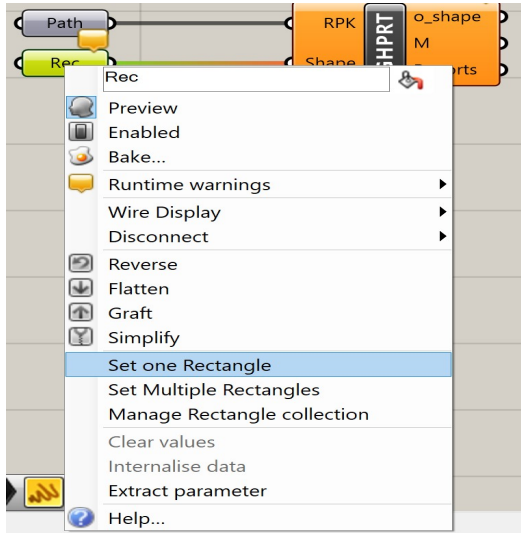 Path
RPK
GHPRT
o_shape
M
Rec
Shape
Rec
Preview
Enabled
Bake...
Runtime warnings
Wire Display
Disconnect
Reverse
Flatten
Graft
Simplify
Set one Rectangle
Set Multiple Rectangles
Manage Rectangle collection
Clear values
Internalise data
Extract parameter
Help...